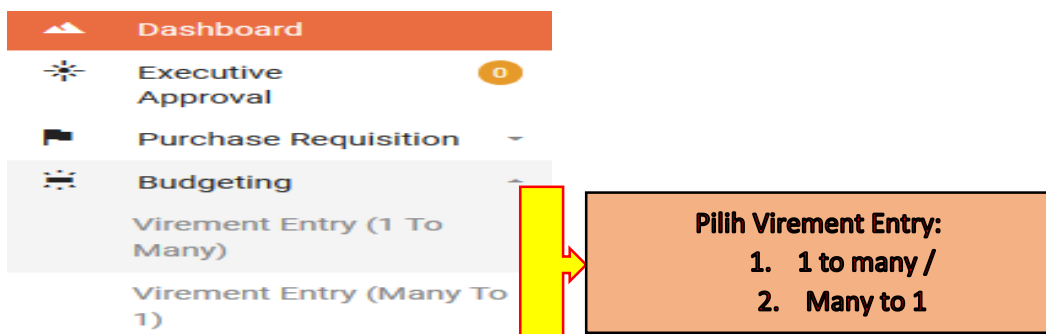 Dashboard
Executive
Approval
0
Purchase Requisition
Budgeting
Virement Entry (1 To
Many)
Virement Entry (Many To
1)
Pilih Virement Entry:
1. 1 to many /
2. Many to 1